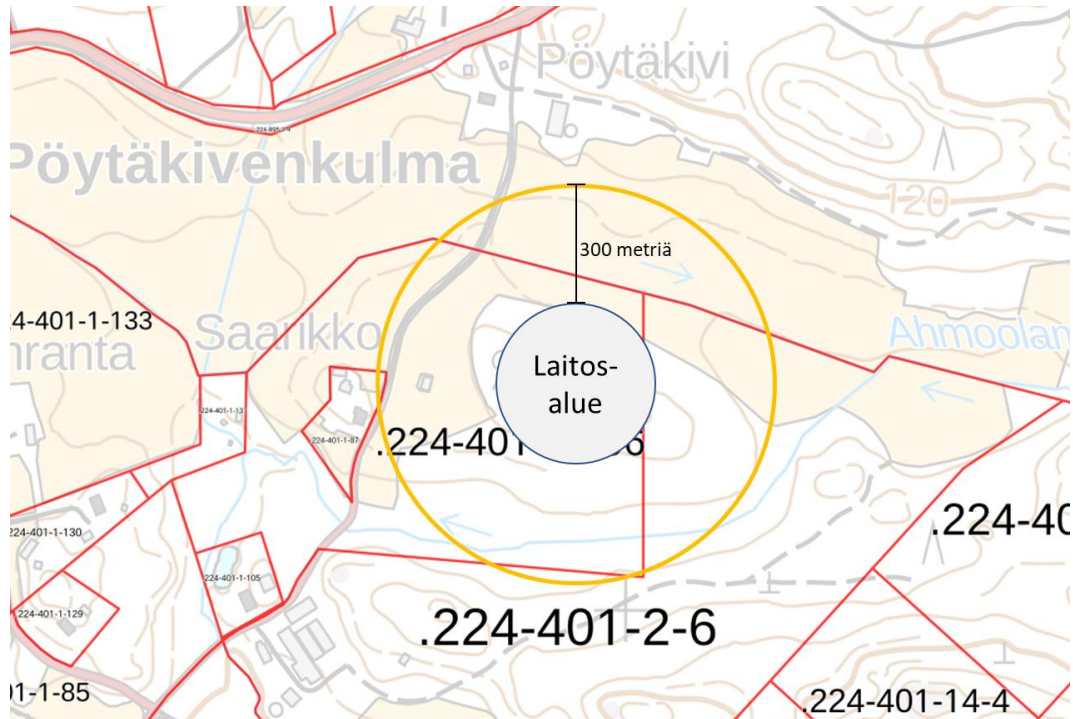 Pöytäkivi
Pöytäkivenkulma
120
300 metriä
4-401-1-133
Saarikko
Ahmoolan
nranta
Laitos-
alue
224-401-1-87
.224-401
6
.224-40
224-401-1-130
224-401-1-105
224-401-1-129
.224-401-2-6
01-1-85
.224-401-14-4